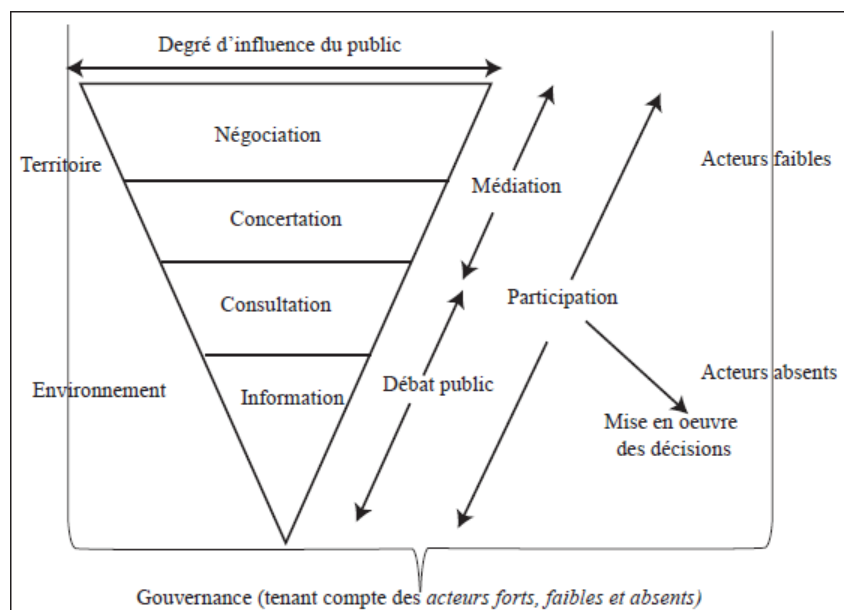 Degré d'influence du public
Négociation
Territoire
Acteurs faibles
Médiation
Concertation
Consultation
Participation
Environnement
Information
Débat public
Acteurs absents
Mise en oeuvre
des décisions
Gouvernance (tenant compte des acteurs forts, faibles et absents)